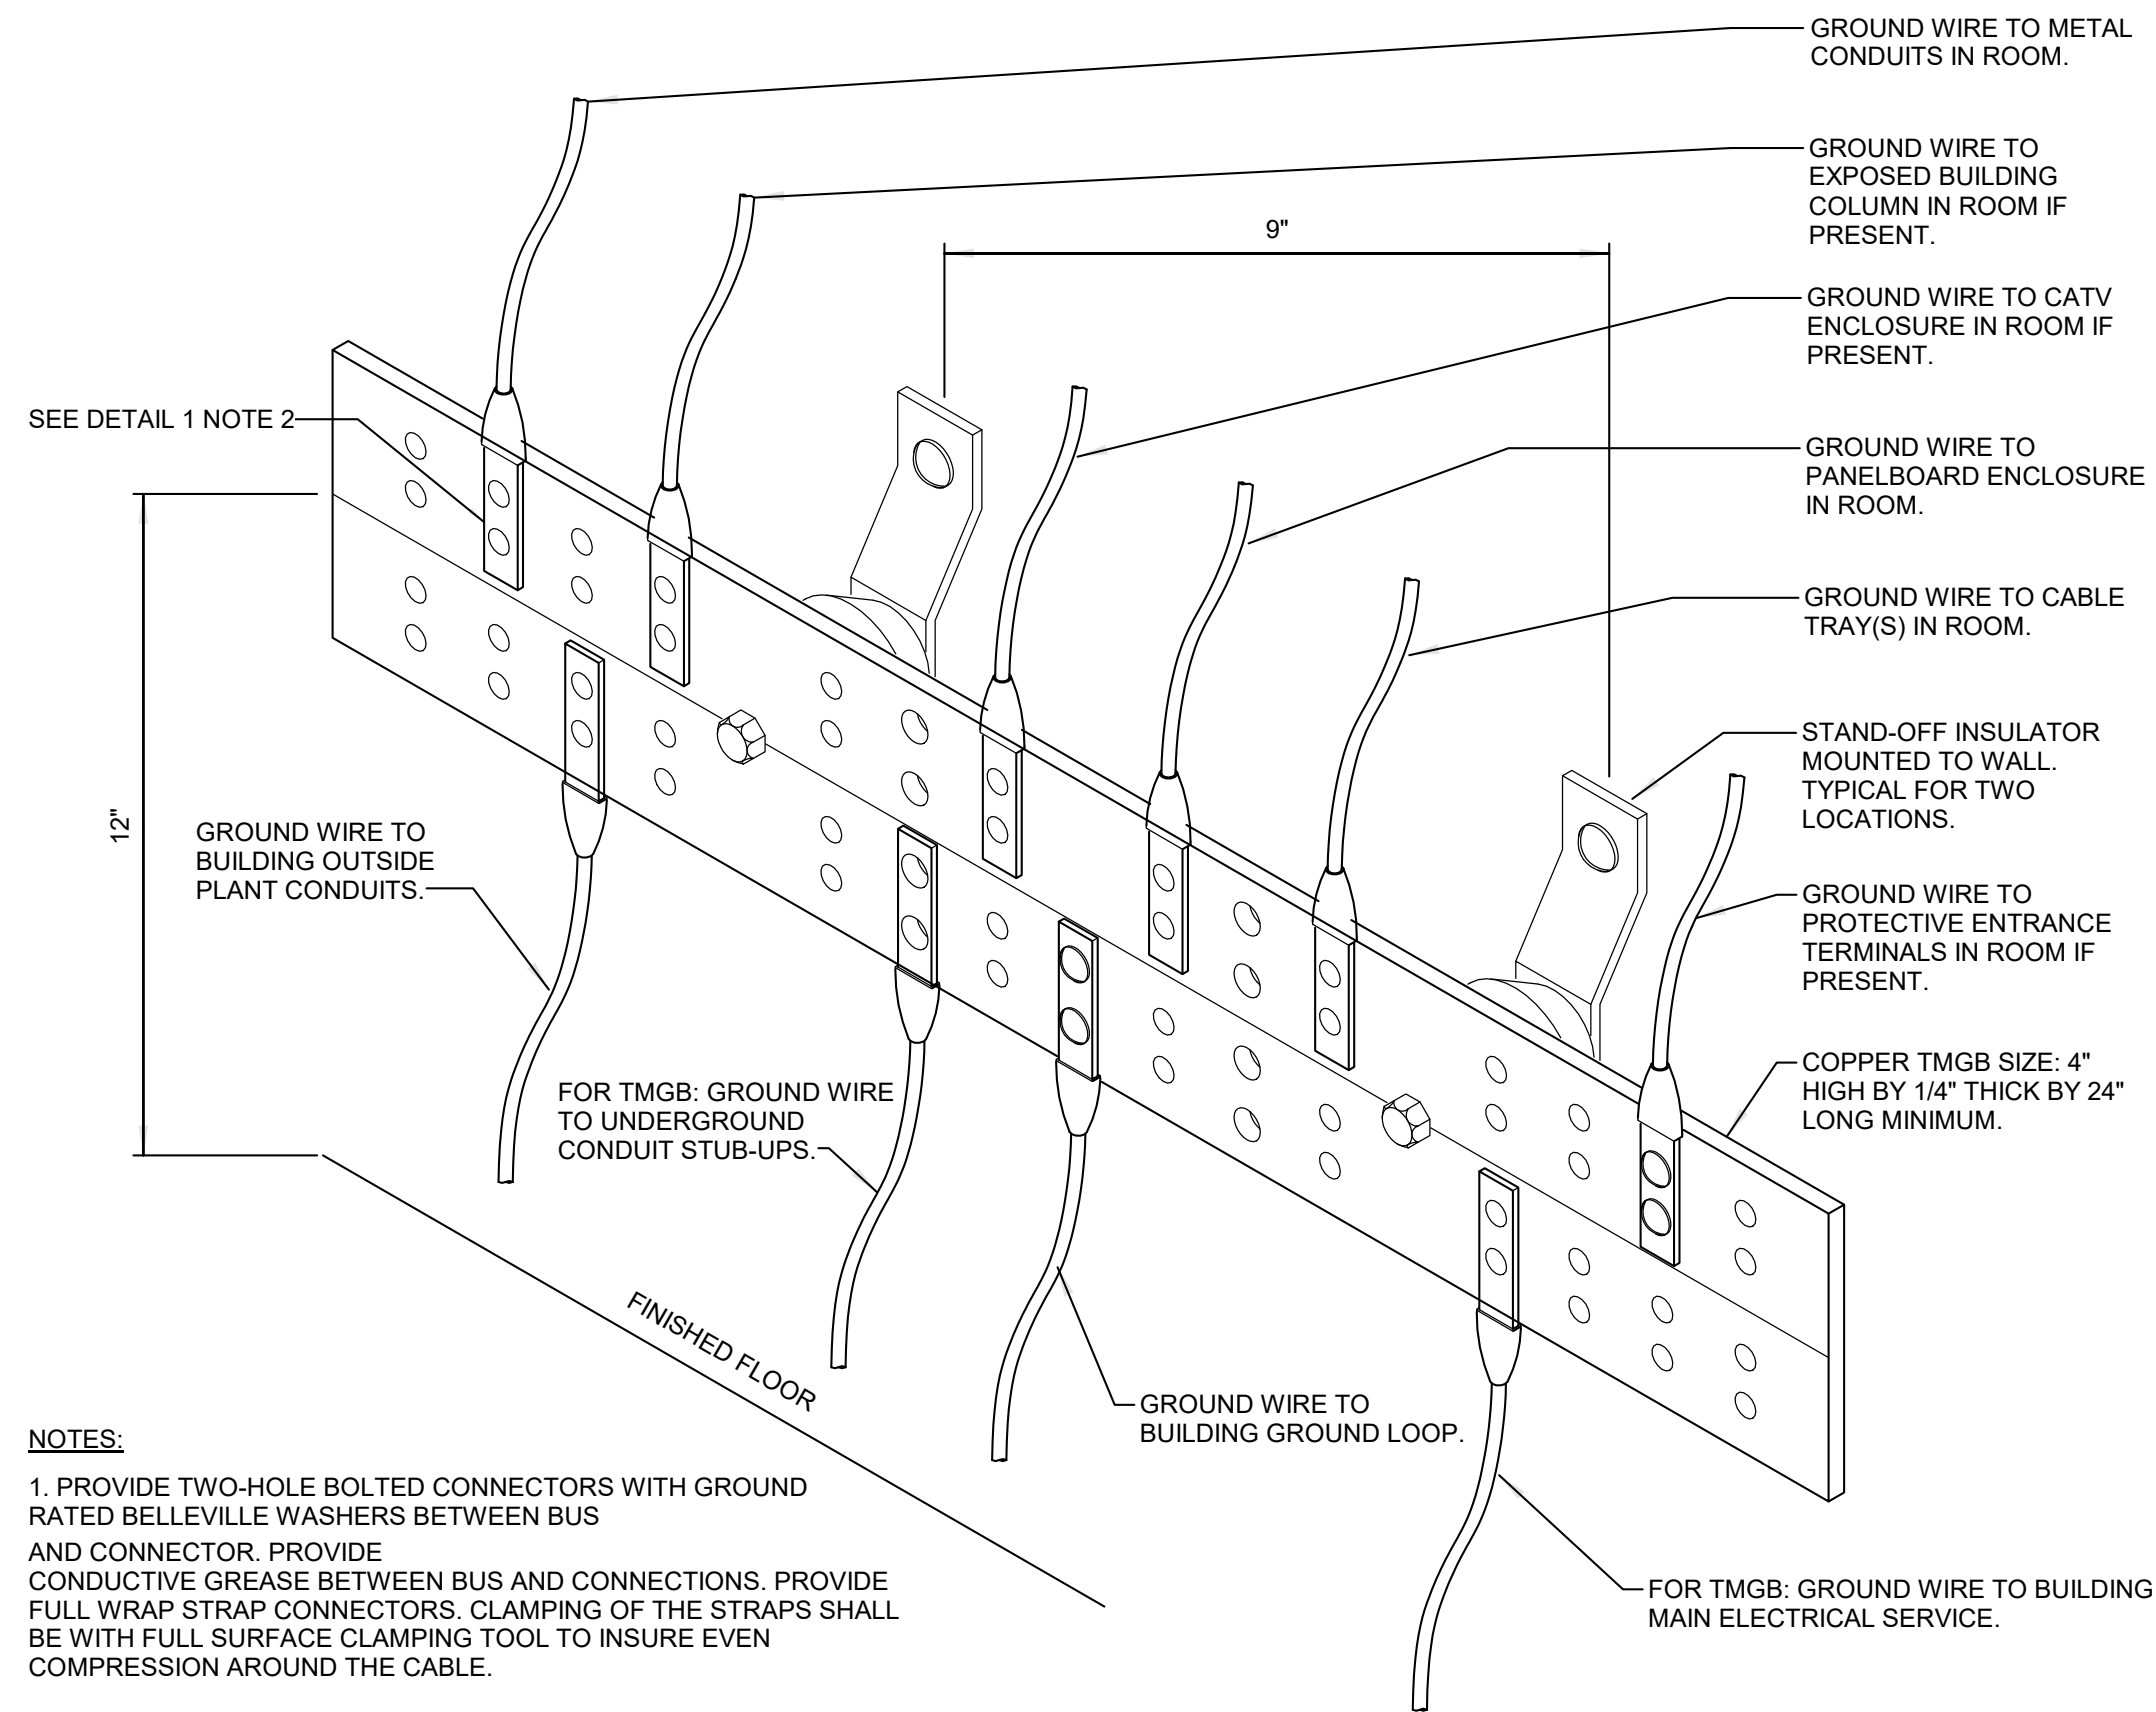 GROUND WIRE TO METAL
CONDUITS IN ROOM.
GROUND WIRE TO
EXPOSED BUILDING
COLUMN IN ROOM IF
PRESENT.
9"
GROUND WIRE TO CATV
ENCLOSURE IN ROOM IF
PRESENT.
SEE DETAIL 1 NOTE 2
GROUND WIRE TO
PANELBOARD ENCLOSURE
IN ROOM.
GROUND WIRE TO CABLE
TRAY(S) IN ROOM.
STAND-OFF INSULATOR
MOUNTED TO WALL.
TYPICAL FOR TWO
LOCATIONS.
12"
GROUND WIRE TO
BUILDING OUTSIDE
PLANT CONDUITS.
GROUND WIRE TO
PROTECTIVE ENTRANCE
TERMINALS IN ROOM IF
PRESENT.
COPPER TMGB SIZE: 4"
HIGH BY 1/4" THICK BY 24"
LONG MINIMUM.
FOR TMGB: GROUND WIRE
TO UNDERGROUND
CONDUIT STUB-UPS.
FINISHED FLOOR
GROUND WIRE TO
BUILDING GROUND LOOP.
FOR TMGB: GROUND WIRE TO BUILDING
MAIN ELECTRICAL SERVICE.
NOTES:
1. PROVIDE TWO-HOLE BOLTED CONNECTORS WITH GROUND
RATED BELLEVILLE WASHERS BETWEEN BUS
AND CONNECTOR. PROVIDE
CONDUCTIVE GREASE BETWEEN BUS AND CONNECTIONS. PROVIDE
FULL WRAP STRAP CONNECTORS. CLAMPING OF THE STRAPS SHALL
BE WITH FULL SURFACE CLAMPING TOOL TO INSURE EVEN
COMPRESSION AROUND THE CABLE.